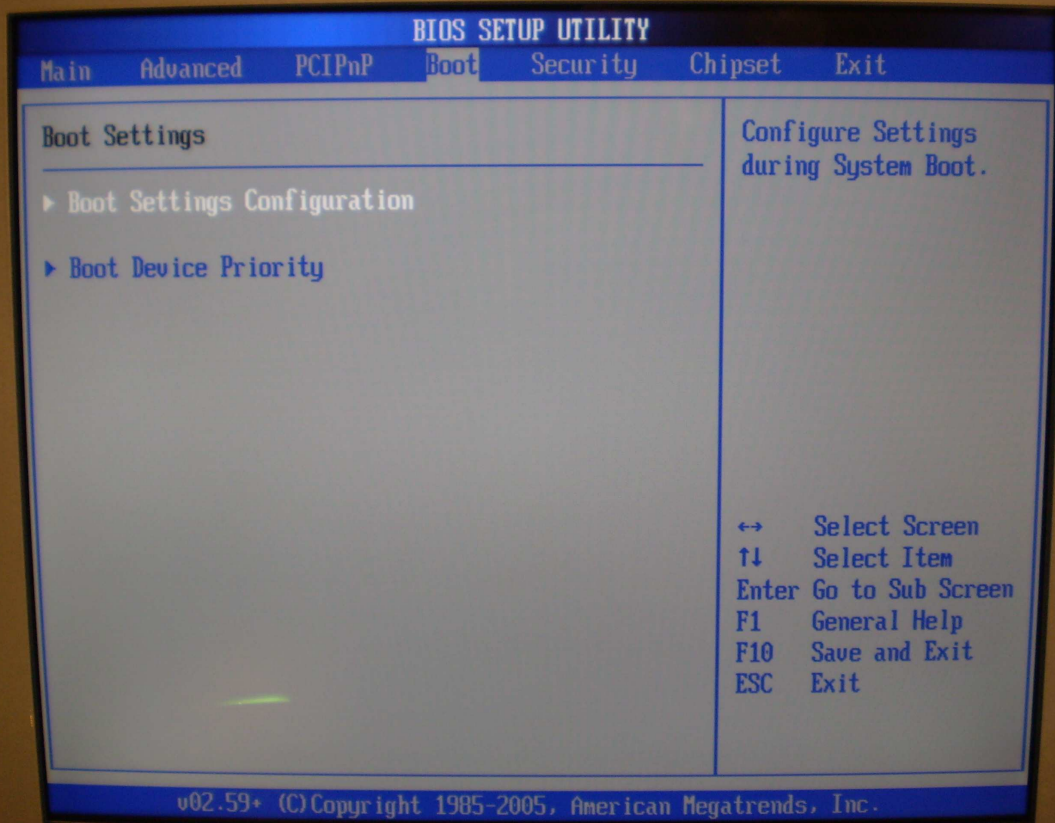 BIOS SETUP UTILITY
Main Advanced PCIPnP Boot Security Chipset Exit
Boot Settings
▶ Boot Settings Configuration
▶ Boot Device Priority
Configure Settings
during System Boot.
←→ Select Screen
↑↓ Select Item
Enter Go to Sub Screen
F1 General Help
F10 Save and Exit
ESC Exit
v02.59+ (C)Copyright 1985-2005, American Megatrends, Inc.